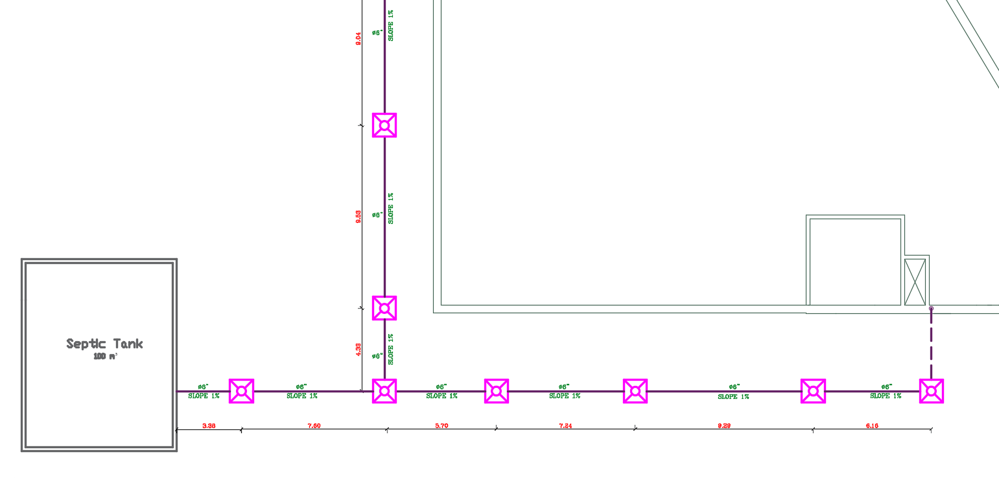 9.04
ø6"
SLOPE 1%
9.53
ø6"
SLOPE 1%
4.33
ø6"
SLOPE 1%
Septic Tank
100 m³
ø6"
SLOPE 1%
ø6"
SLOPE 1%
ø6"
SLOPE 1%
ø6"
SLOPE 1%
ø6"
SLOPE 1%
ø6"
SLOPE 1%
3.38
7.60
5.70
7.24
9.29
6.16